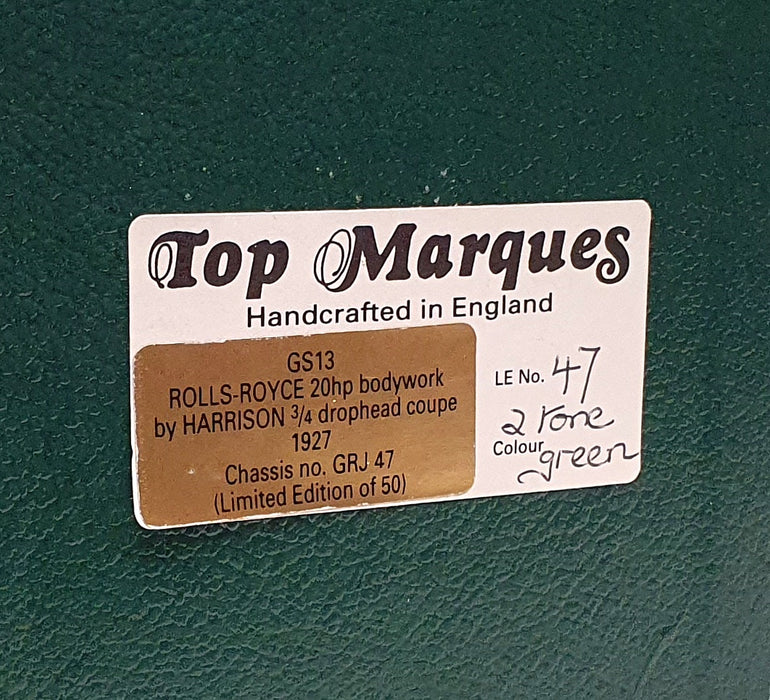 Top Marques
Handcrafted in England
GS13
ROLLS-ROYCE 20hp bodywork
by HARRISON ¾ drophead coupe
1927
Chassis no. GRJ 47
(Limited Edition of 50)
LE No. 47
2 tone
Colour green